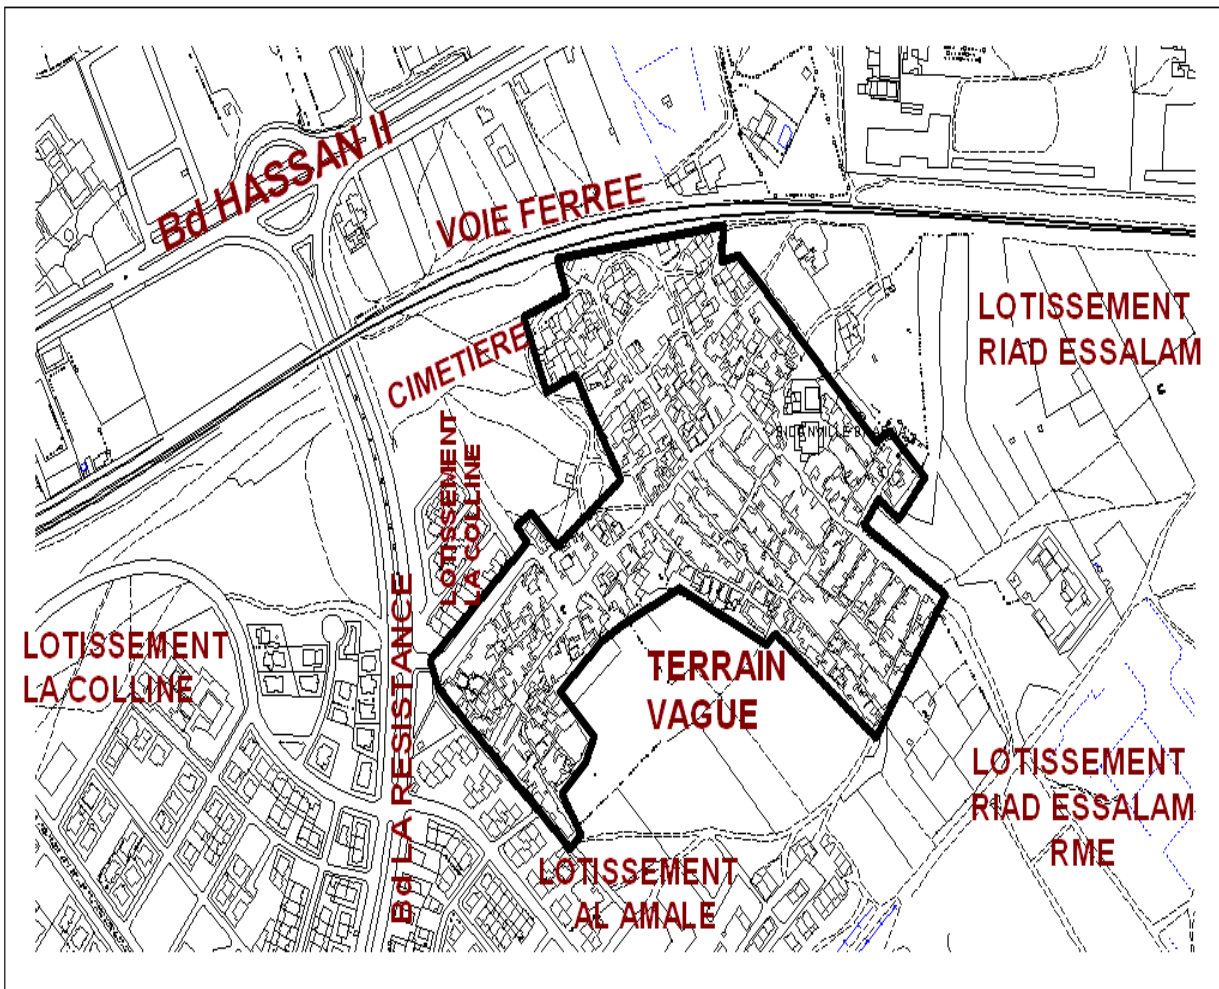 Bd HASSAN II
VOIE FERREE
LOTISSEMENT
RIAD ESSALAM
CIMETIERE
LOTISSEMENT
LA COLLINE
LOTISSEMENT
LA COLLINE
Bd LA RESISTANCE
TERRAIN
VAGUE
LOTISSEMENT
RIAD ESSALAM
RME
LOTISSEMENT
AL AMALE